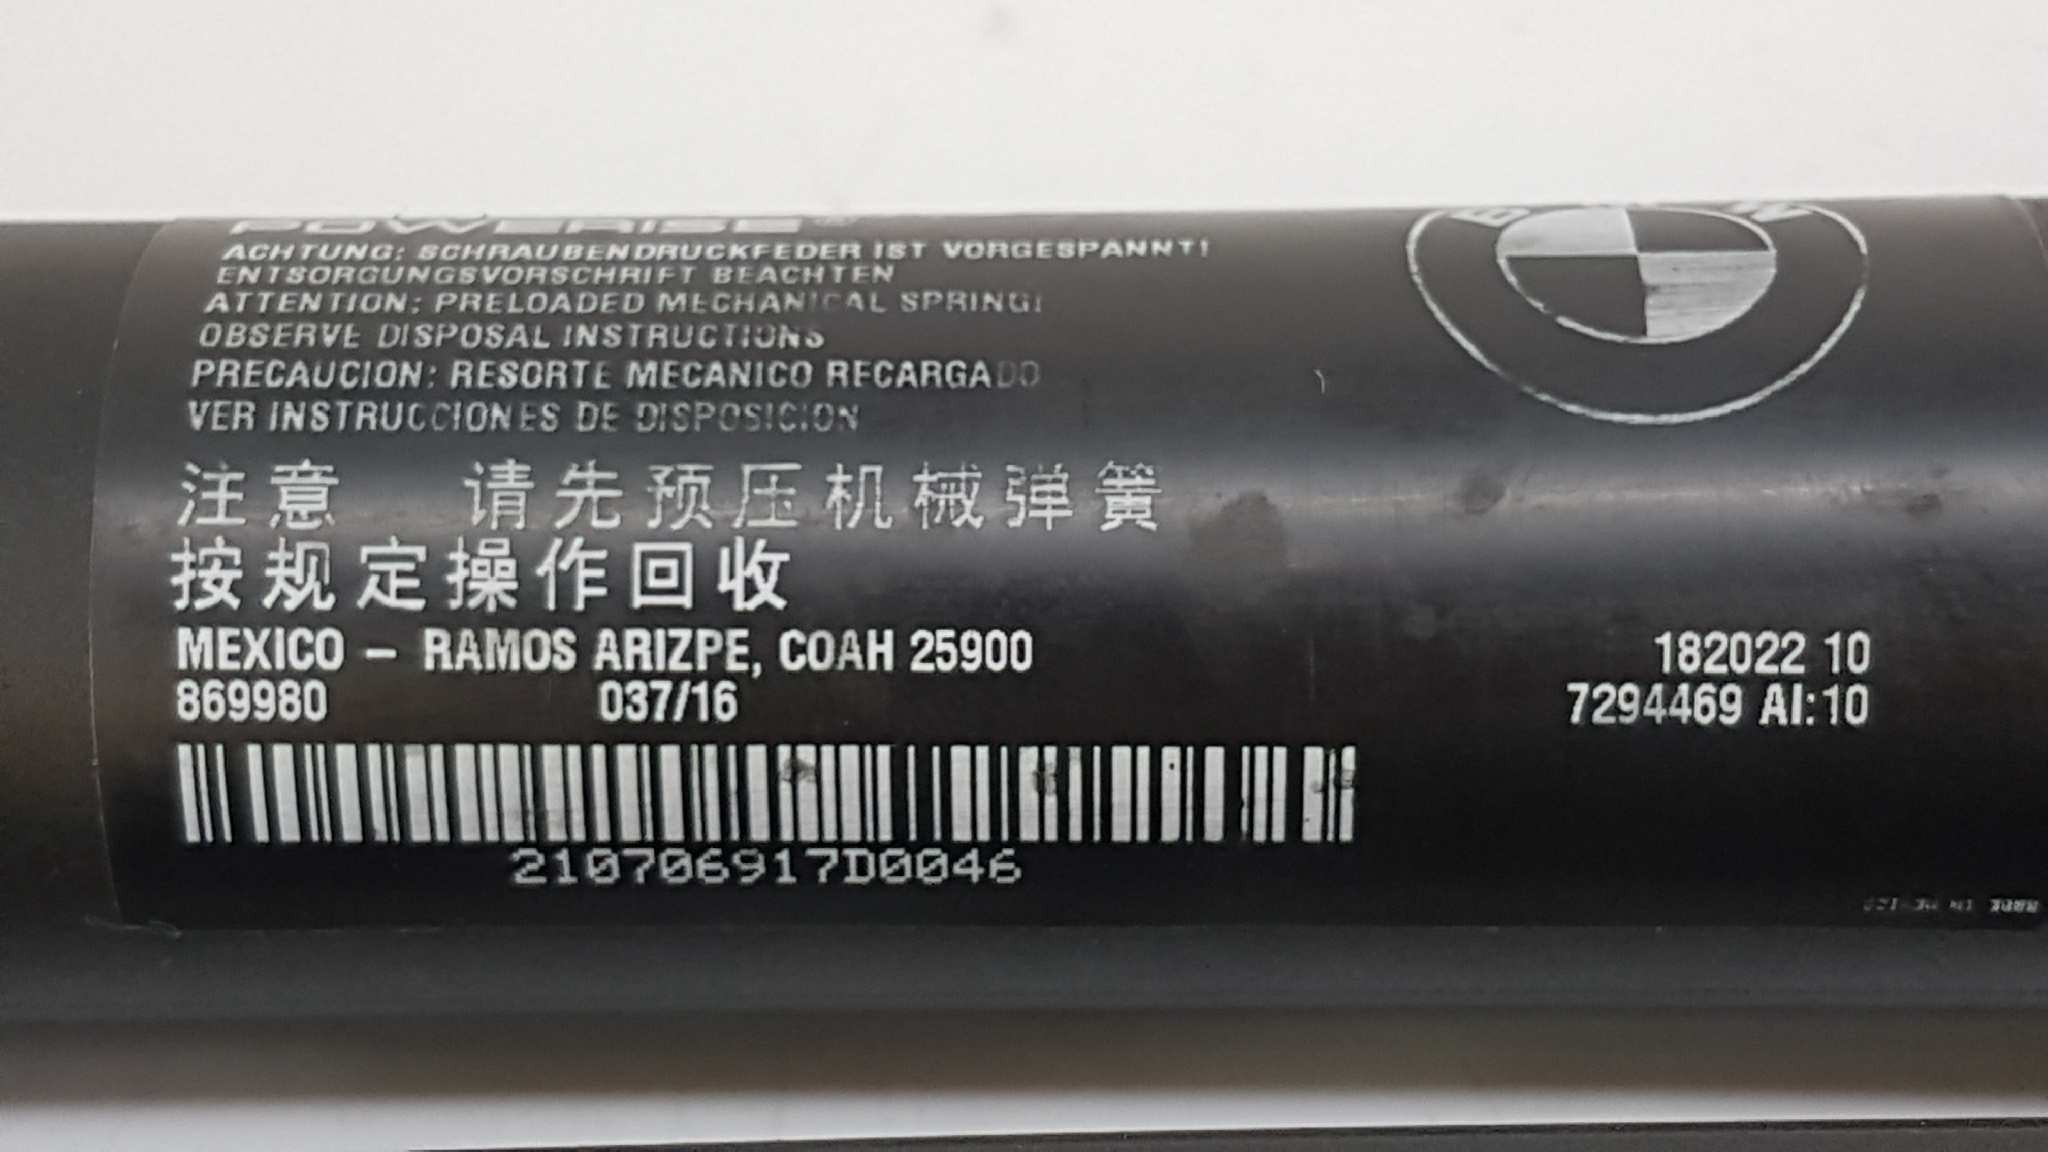 POWERISE®
ACHTUNG: SCHRAUBENDRUCKFEDER IST VORGESPANNT!
ENTSORGUNGSVORSCHRIFT BEACHTEN
ATTENTION: PRELOADED MECHANICAL SPRING!
OBSERVE DISPOSAL INSTRUCTIONS
PRECAUCION: RESORTE MECANICO RECARGADO
VER INSTRUCCIONES DE DISPOSICION
注意 请先预压机械弹簧
按规定操作回收
MEXICO – RAMOS ARIZPE, COAH 25900
869980 037/16
210706917D0046
BMW
182022 10
7294469 AI:10